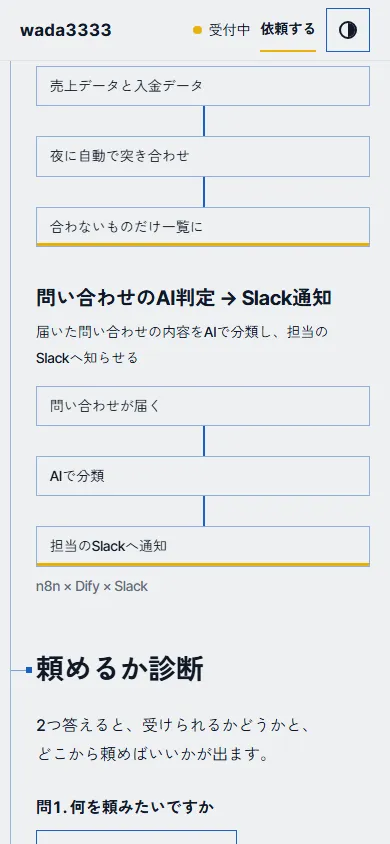 wada3333
受付中
依頼する
売上データと入金データ
夜に自動で突き合わせ
合わないものだけ一覧に
問い合わせのAI判定 → Slack通知
届いた問い合わせの内容をAIで分類し、担当の
Slackへ知らせる
問い合わせが届く
AIで分類
担当のSlackへ通知
n8n × Dify × Slack
頼めるか診断
2つ答えると、受けられるかどうかと、
どこから頼めばいいかが出ます。
問1. 何を頼みたいですか